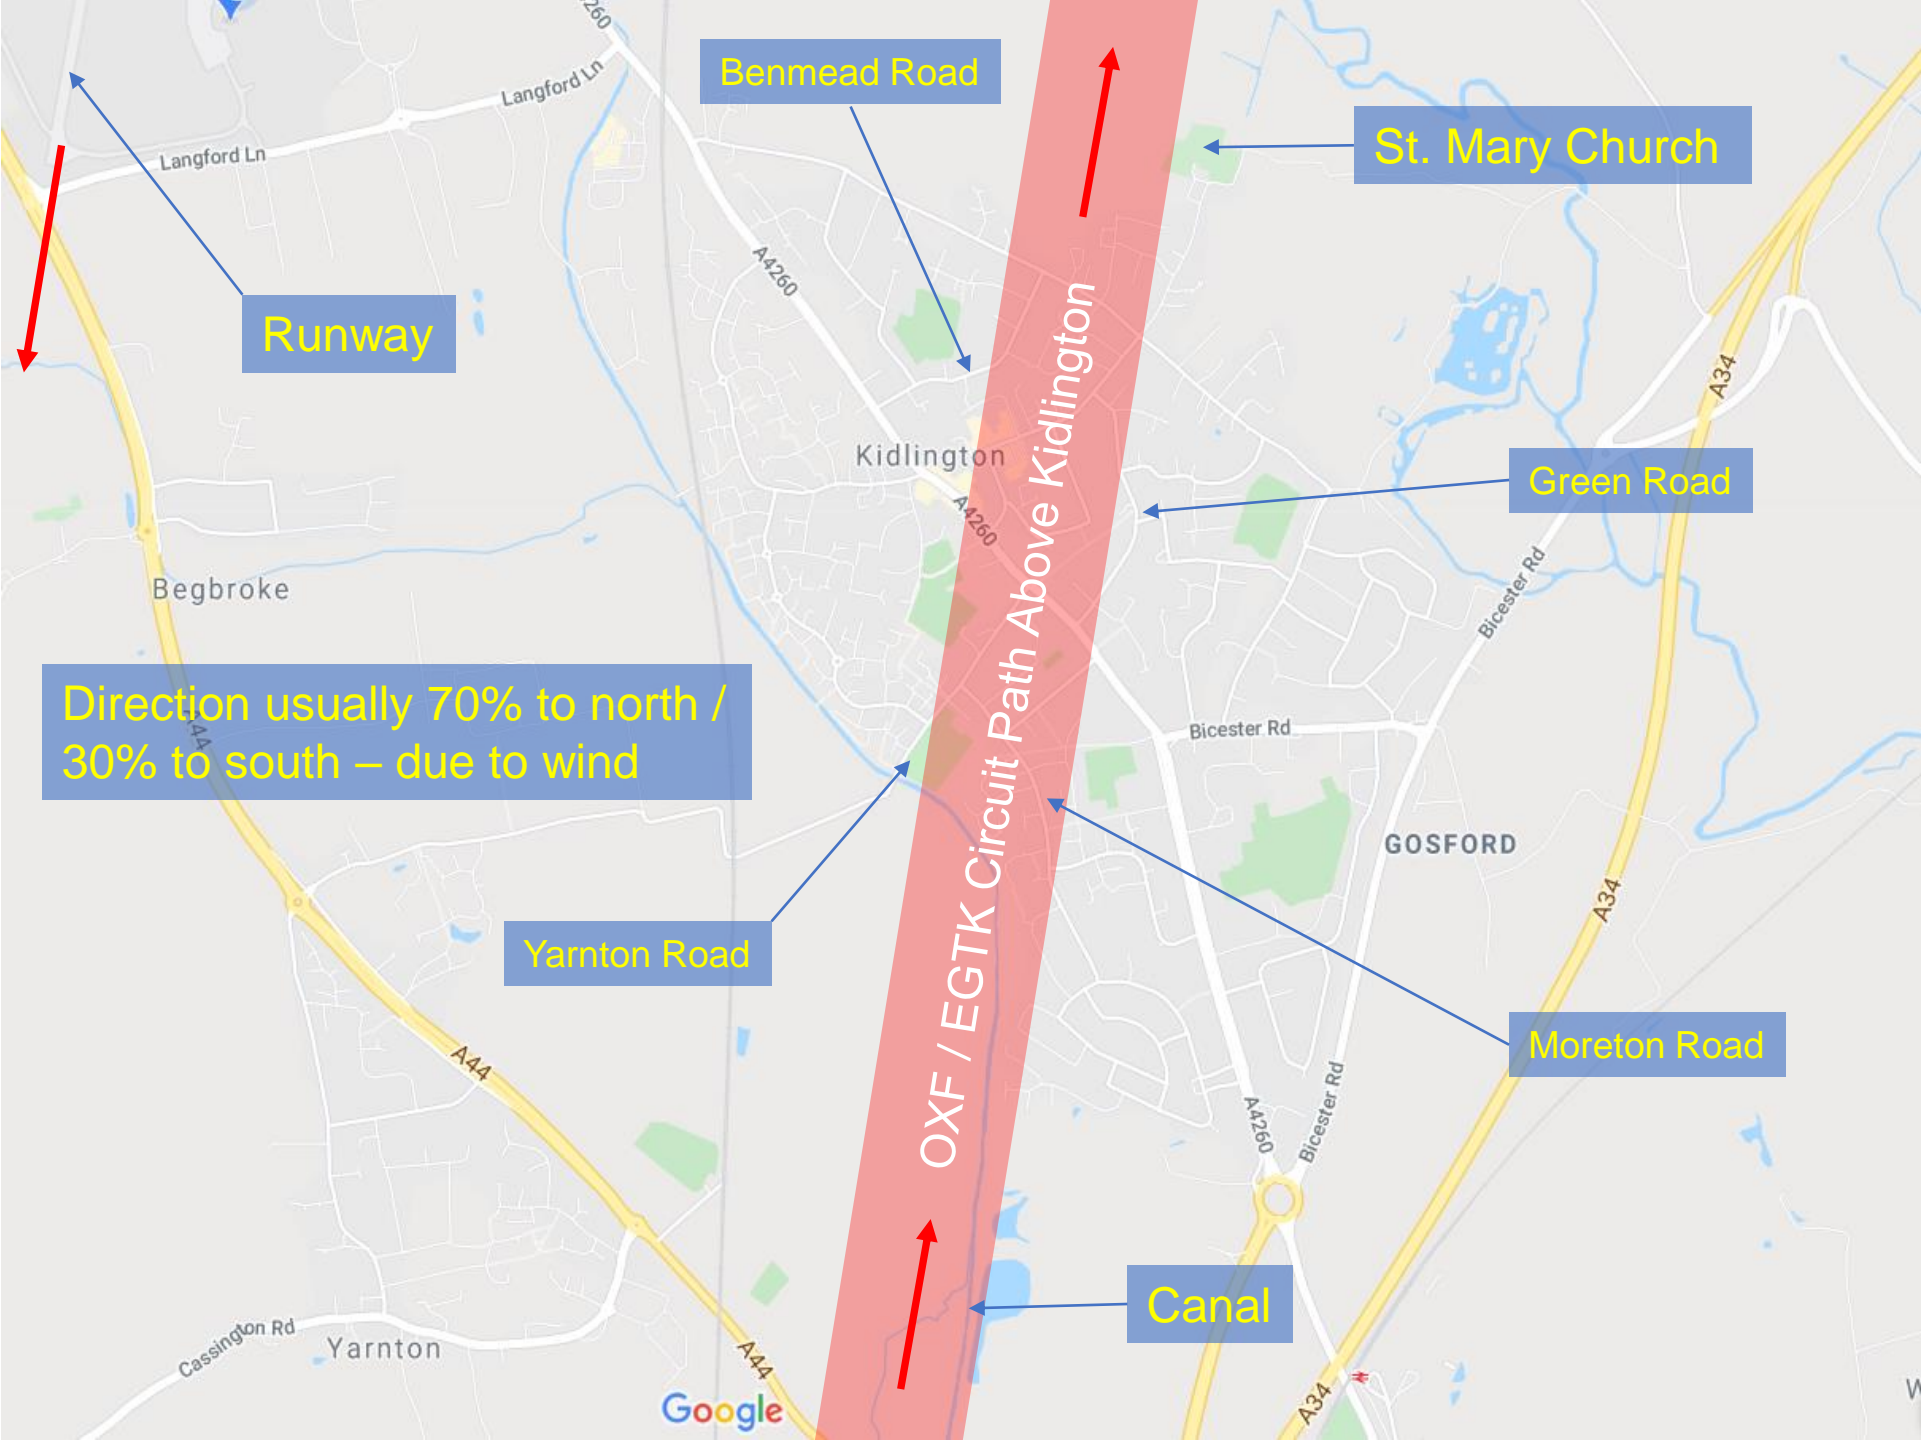 A4260
Benmead Road
Langford Ln
Langford Ln
St. Mary Church
A4260
Runway
A34
Kidlington
Green Road
A4260
Bicester Rd
Begbroke
OXF / EGTK Circuit Path Above Kidlington
Direction usually 70% to north /
30% to south – due to wind
A44
Bicester Rd
GOSFORD
A34
Yarnton Road
Moreton Road
A44
A4260
Bicester Rd
Canal
Cassington Rd
Yarnton
A44
Google
A34